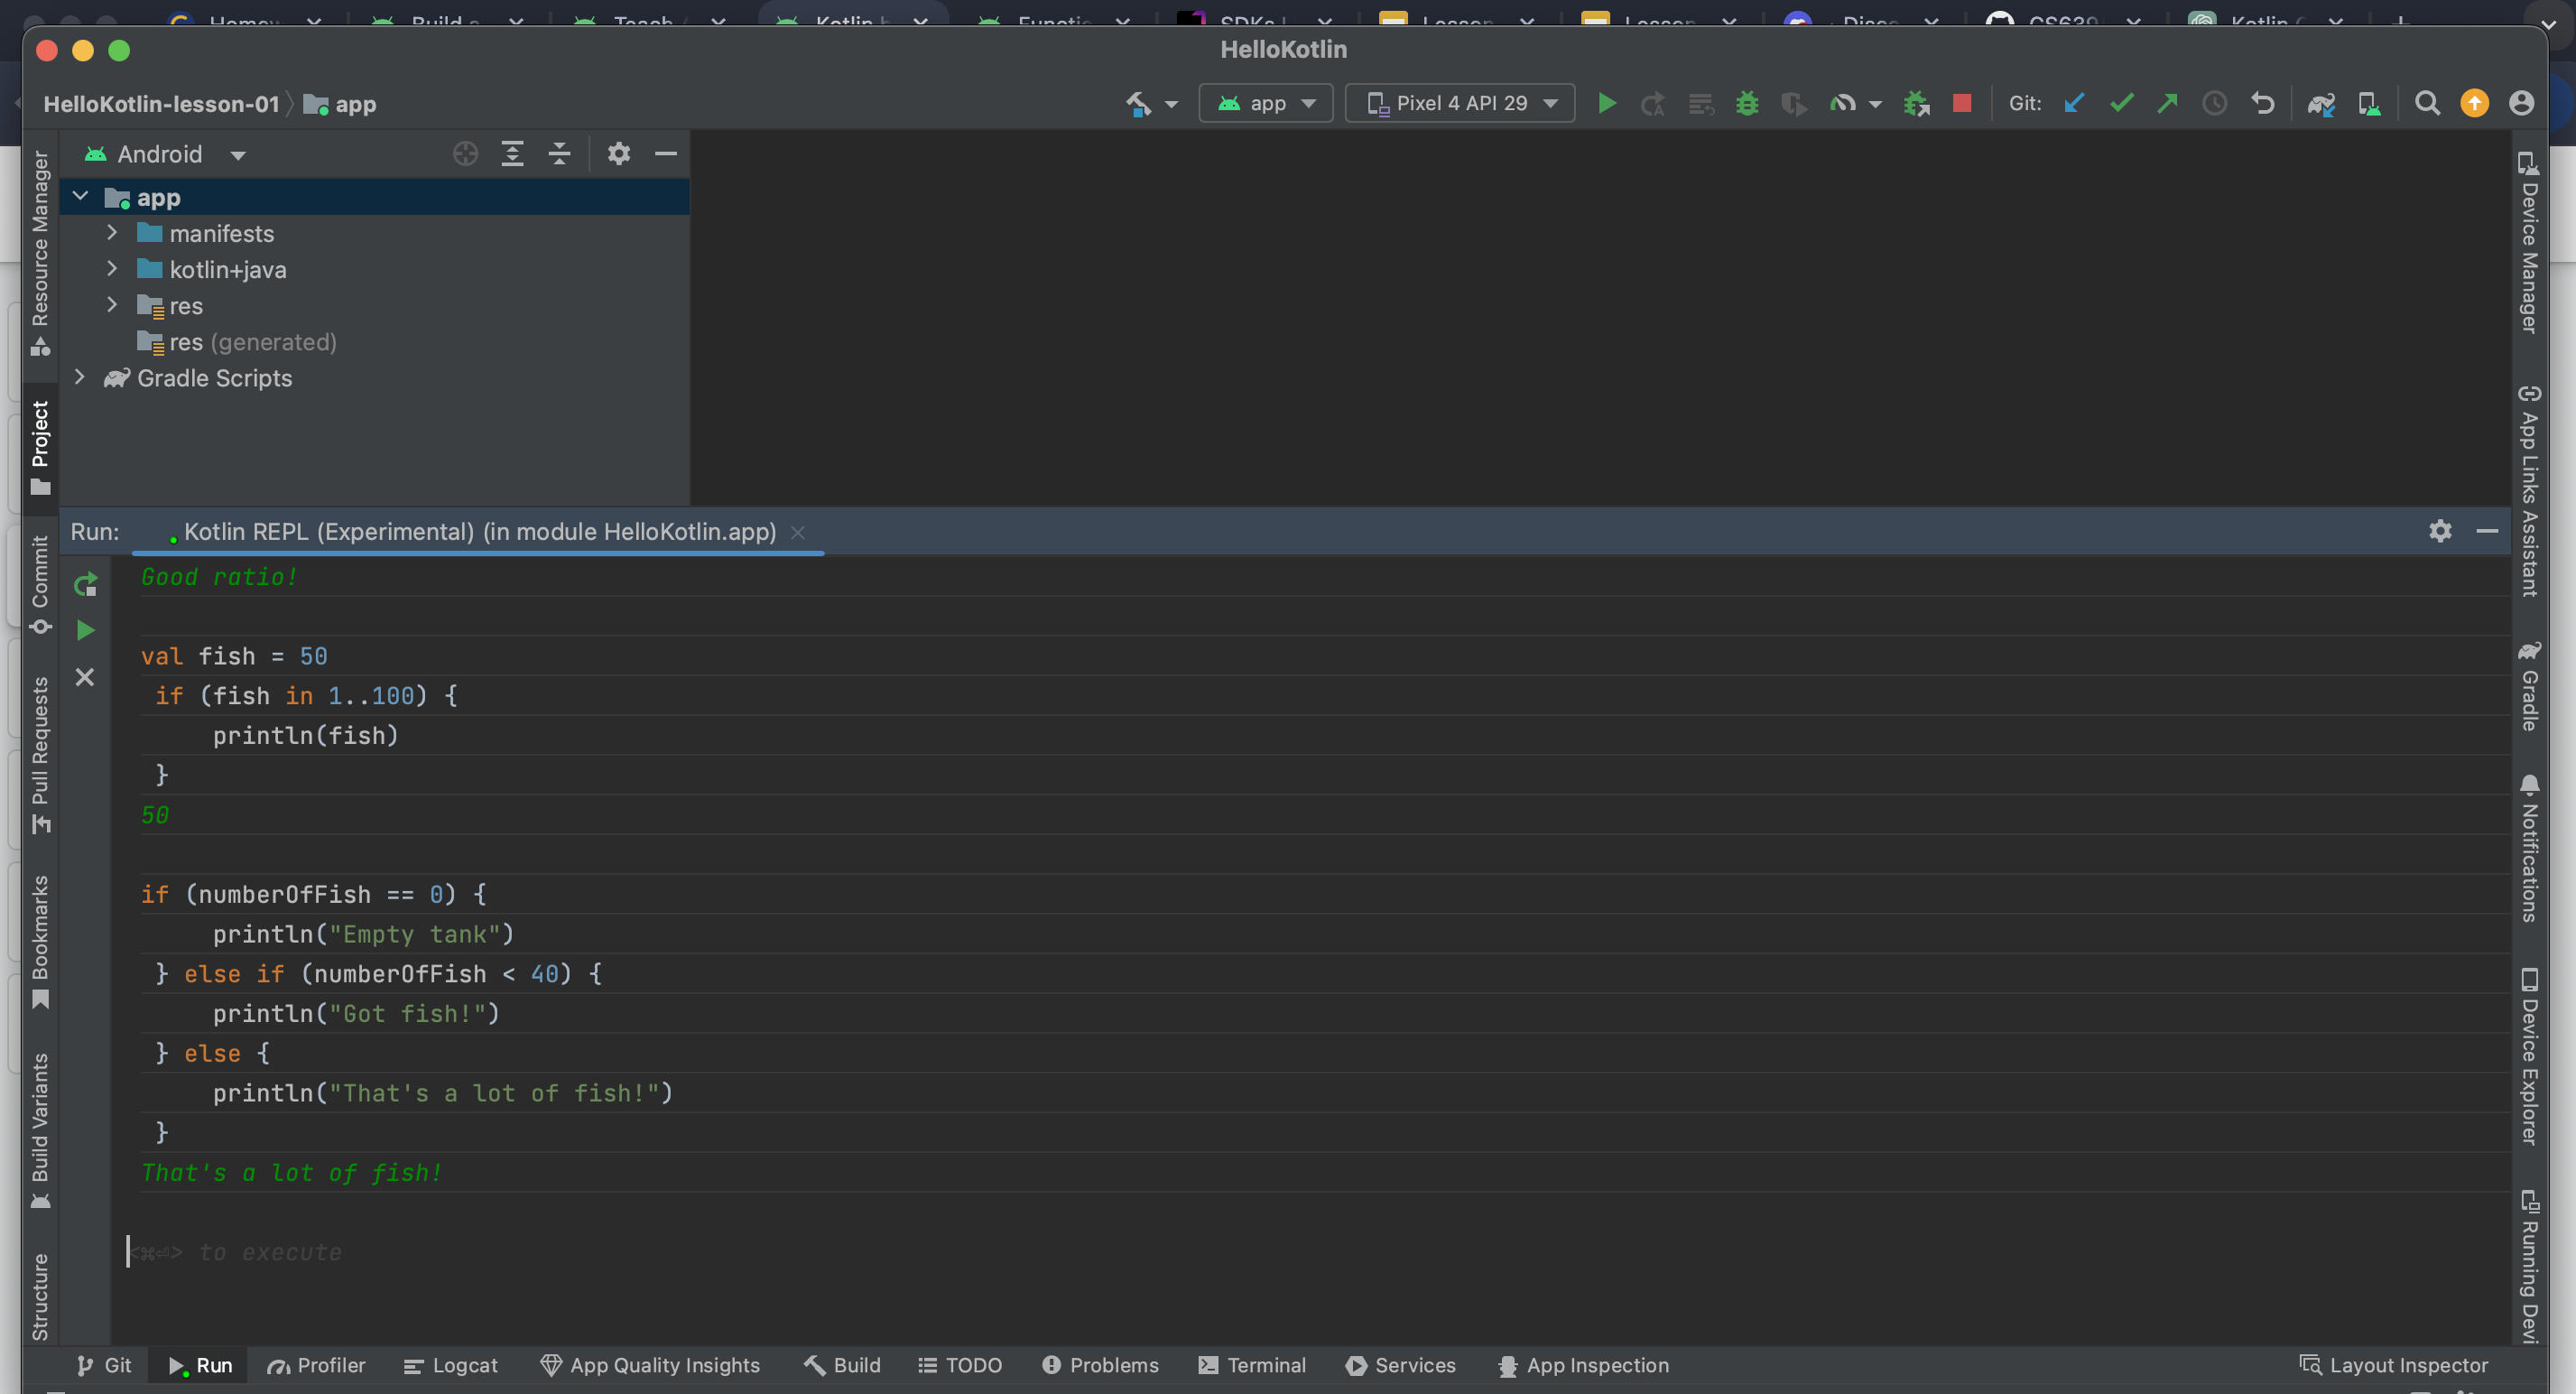 HelloKotlin
HelloKotlin-lesson-01 app
app
Pixel 4 API 29
Git:
Android
app
manifests
kotlin+java
res
res (generated)
Gradle Scripts
Resource Manager
Project
Commit
Pull Requests
Bookmarks
Build Variants
Structure
Run: Kotlin REPL (Experimental) (in module HelloKotlin.app)
Good ratio!
val fish = 50
if (fish in 1..100) {
println(fish)
}
50
if (numberOfFish == 0) {
println("Empty tank")
} else if (numberOfFish < 40) {
println("Got fish!")
} else {
println("That's a lot of fish!")
}
That's a lot of fish!
<⌘⏎> to execute
Device Manager
App Links Assistant
Gradle
Notifications
Device Explorer
Running Devi
Git Run Profiler Logcat App Quality Insights Build TODO Problems Terminal Services App Inspection Layout Inspector